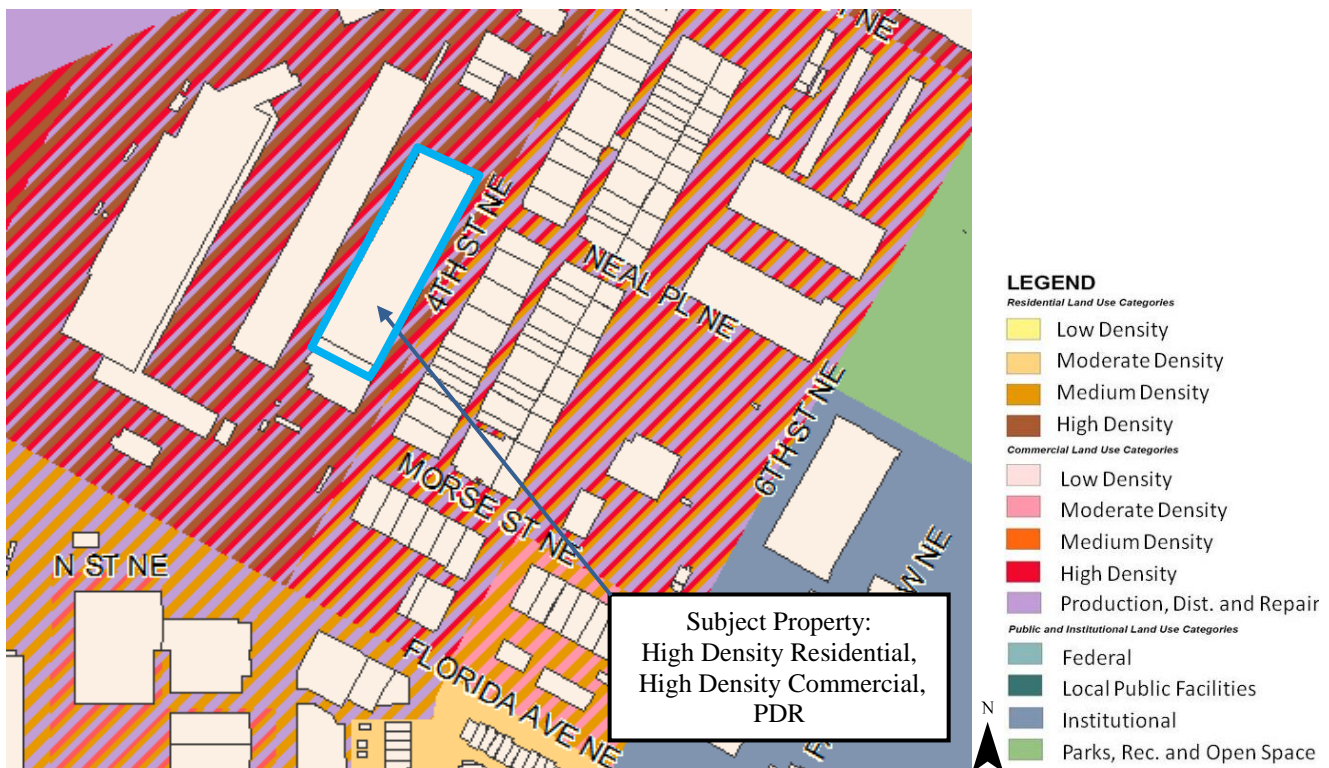 T NE
4TH ST NE
NEAL PL NE
6TH ST NE
MORSE ST NE
N ST NE
W NE
FLORIDA AVE NE
Subject Property:
High Density Residential,
High Density Commercial,
PDR
LEGEND
Residential Land Use Categories
Low Density
Moderate Density
Medium Density
High Density
Commercial Land Use Categories
Low Density
Moderate Density
Medium Density
High Density
Production, Dist. and Repair
Public and Institutional Land Use Categories
Federal
Local Public Facilities
Institutional
Parks, Rec. and Open Space
N